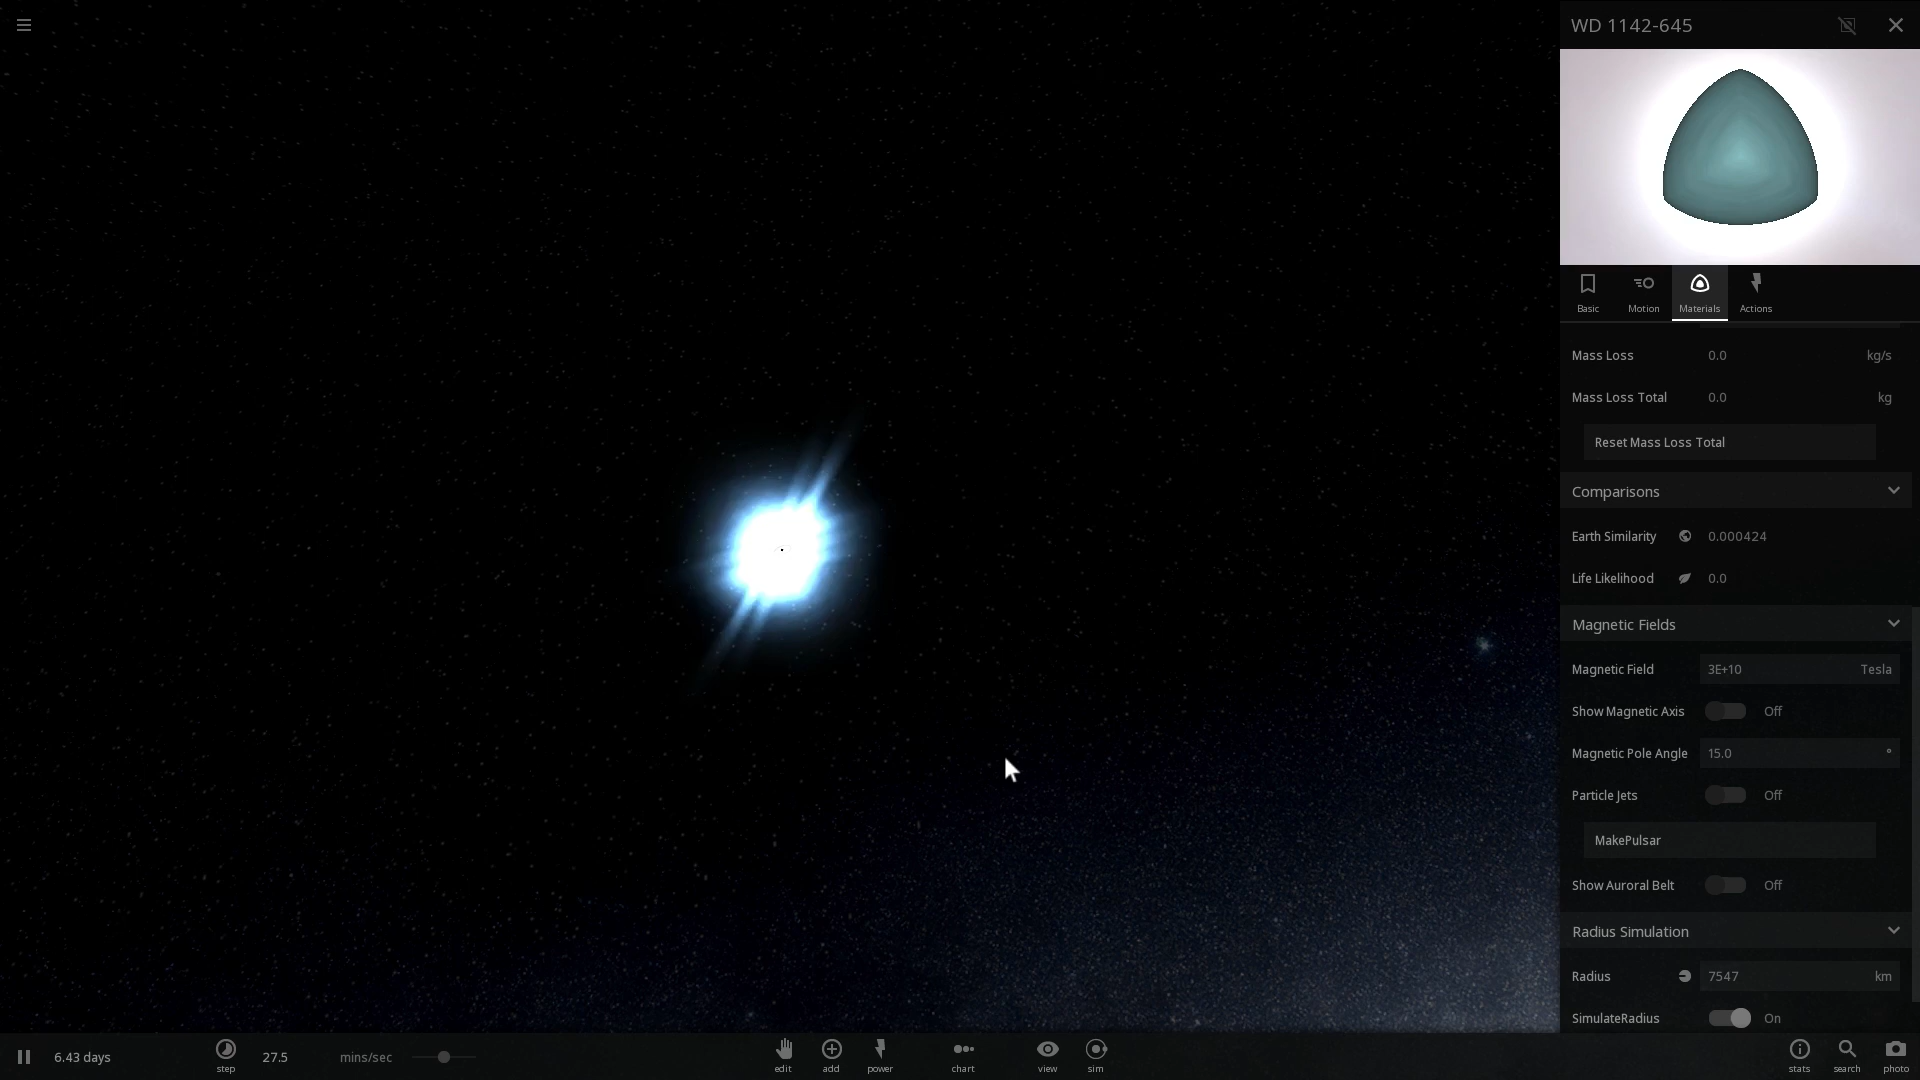 WD 1142-645
Basic
Motion
Materials
Actions
Mass Loss 0.0 kg/s
Mass Loss Total 0.0 kg
Reset Mass Loss Total
Comparisons
Earth Similarity 0.000424
Life Likelihood 0.0
Magnetic Fields
Magnetic Field 3E+10 Tesla
Show Magnetic Axis Off
Magnetic Pole Angle 15.0 °
Particle Jets Off
MakePulsar
Show Auroral Belt Off
Radius Simulation
Radius 7547 km
SimulateRadius On
6.43 days
step
27.5 mins/sec
edit
add
power
chart
view
sim
stats
search
photo